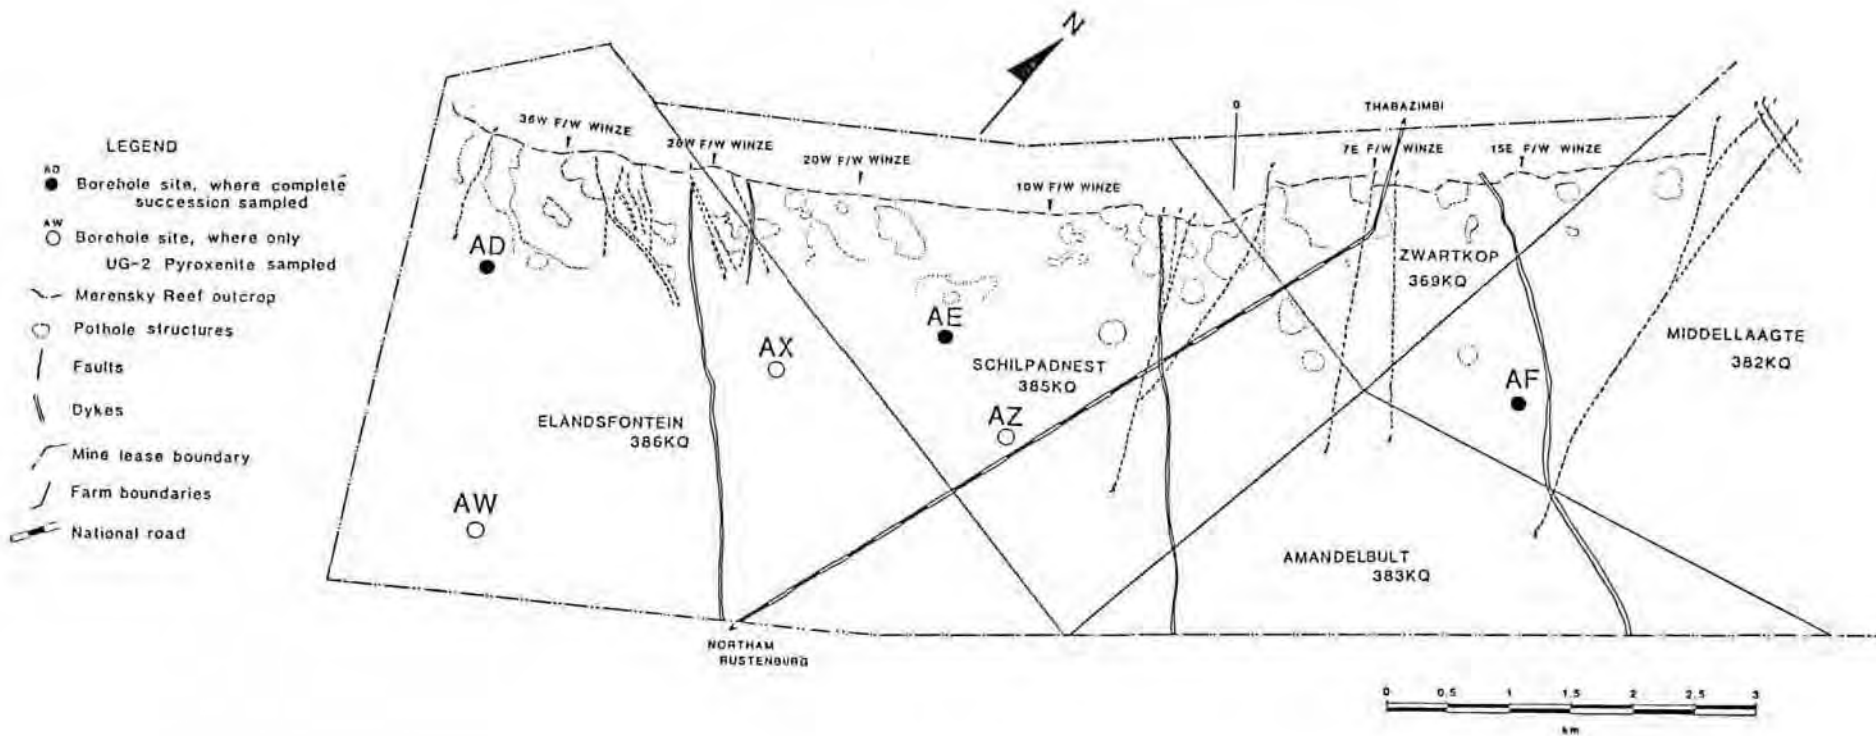 LEGEND
AD
Borehole site, where complete
succession sampled
AW
Borehole site, where only
UG-2 Pyroxenite sampled
Merensky Reef outcrop
Pothole structures
Faults
Dykes
Mine lease boundary
Farm boundaries
National road
N
36W F/W WINZE
26W F/W WINZE
20W F/W WINZE
10W F/W WINZE
0
THABAZIMBI
7E F/W WINZE
15E F/W WINZE
AD
AE
AX
AZ
AW
AF
ELANDSFONTEIN
386KQ
SCHILPADNEST
385KQ
ZWARTKOP
369KQ
MIDDELLAAGTE
382KQ
AMANDELBULT
383KQ
NORTHAM
RUSTENBURG
0 0,5 1 1,5 2 2,5 3
km